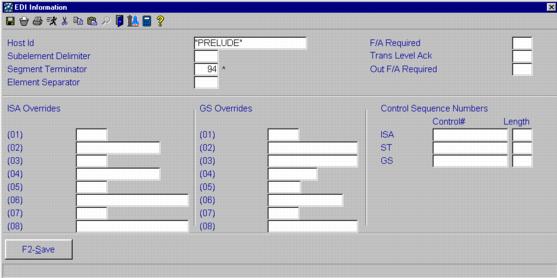 EDI Information
Host Id *PRELUDE* F/A Required
Subelement Delimiter Trans Level Ack
Segment Terminator 94 ^ Out F/A Required
Element Separator
ISA Overrides GS Overrides Control Sequence Numbers
Control# Length
(01) (01) ISA
(02) (02) ST
(03) (03) GS
(04) (04)
(05) (05)
(06) (06)
(07) (07)
(08) (08)
F2-Save